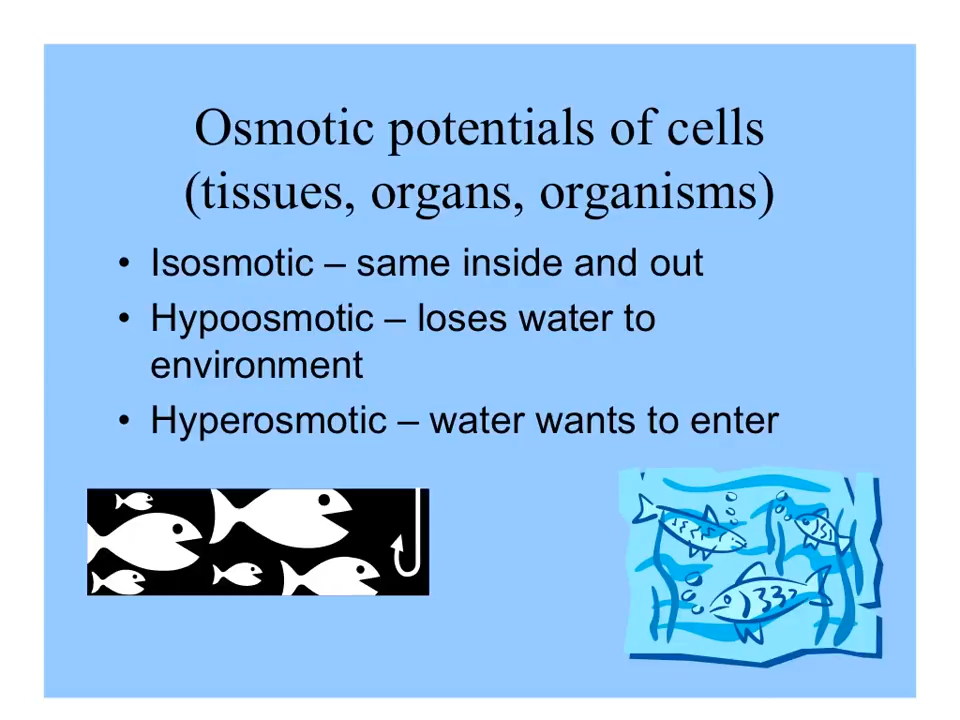 Osmotic potentials of cells
(tissues, organs, organisms)
• Isosmotic – same inside and out
• Hypoosmotic – loses water to
environment
• Hyperosmotic – water wants to enter